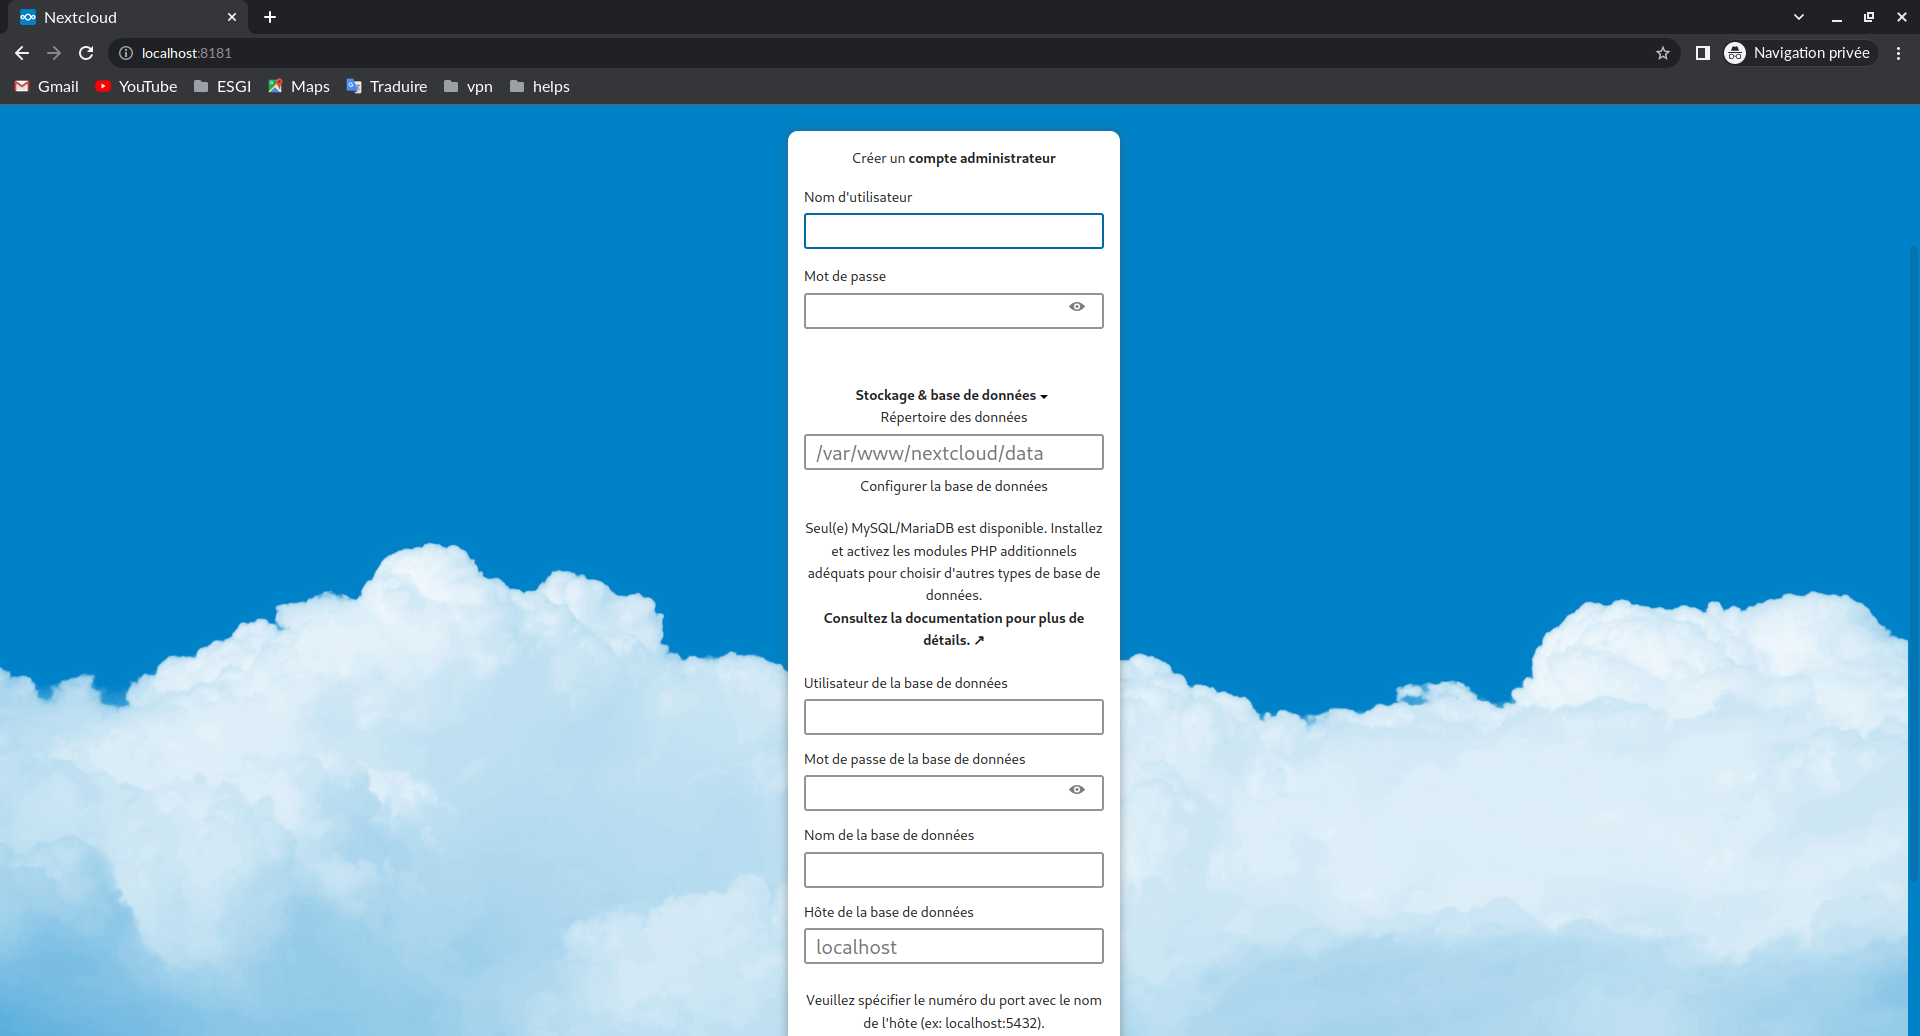 Nextcloud
localhost:8181
Navigation privée
Gmail
YouTube
ESGI
Maps
Traduire
vpn
helps
Créer un compte administrateur
Nom d'utilisateur
Mot de passe
Stockage & base de données
Répertoire des données
/var/www/nextcloud/data
Configurer la base de données
Seul(e) MySQL/MariaDB est disponible. Installez
et activez les modules PHP additionnels
adéquats pour choisir d'autres types de base de
données.
Consultez la documentation pour plus de
détails. ↗
Utilisateur de la base de données
Mot de passe de la base de données
Nom de la base de données
Hôte de la base de données
localhost
Veuillez spécifier le numéro du port avec le nom
de l'hôte (ex: localhost:5432).